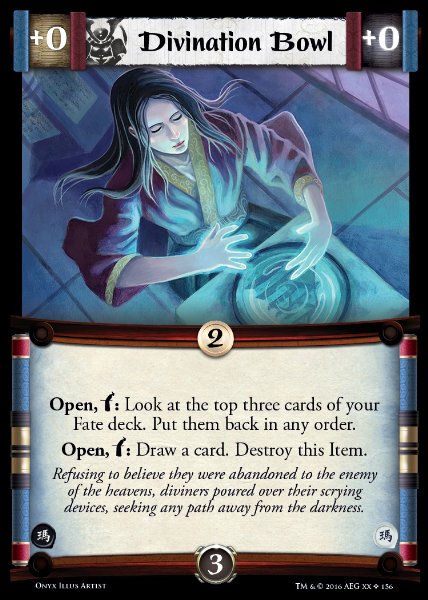 +0 Divination Bowl +0
2
Open, : Look at the top three cards of your
Fate deck. Put them back in any order.
Open, : Draw a card. Destroy this Item.
Refusing to believe they were abandoned to the enemy
of the heavens, diviners poured over their scrying
devices, seeking any path away from the darkness.
瑪 瑪
3
Onyx Illus Artist TM & © 2016 AEG XX ❖ 156